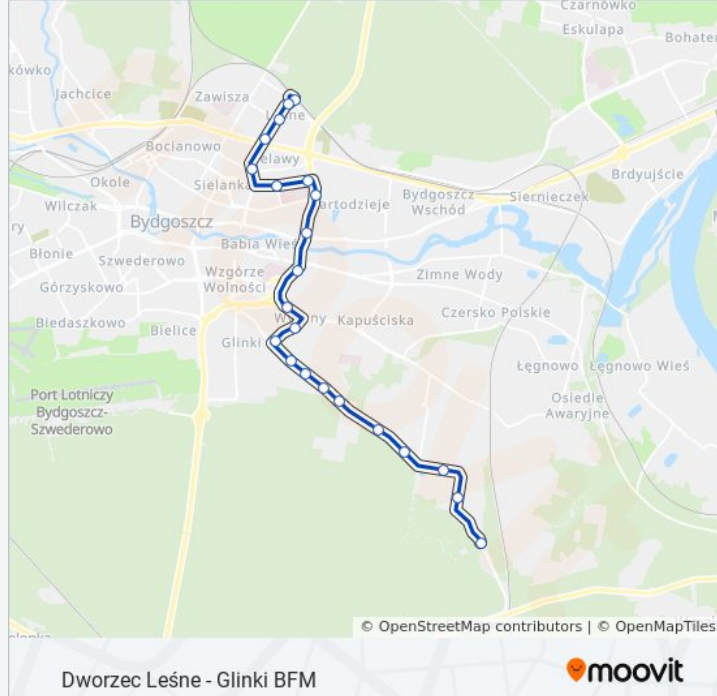 Czarnówko
Eskulapa
Bohater
kówko
Jachcice
Zawisza
Bocianowo
Okole
Sielanka
Brdyujście
Wilczak
Bydgoszcz
Bydgoszcz
Wschód
Siernieczek
ry
Babia Wieś
Błonie
Szwederowo
Wzgórze
Wolności
Zimne Wody
Górzyskowo
Czersko Polskie
Biedaszkowo
Bielice
Kapuściska
Glinki
Łęgnowo
Łęgnowo Wieś
Port Lotniczy
Bydgoszcz-
Szwederowo
Osiedle
Awaryjne
© OpenStreetMap contributors | © OpenMapTiles
Dworzec Leśne - Glinki BFM
moovit